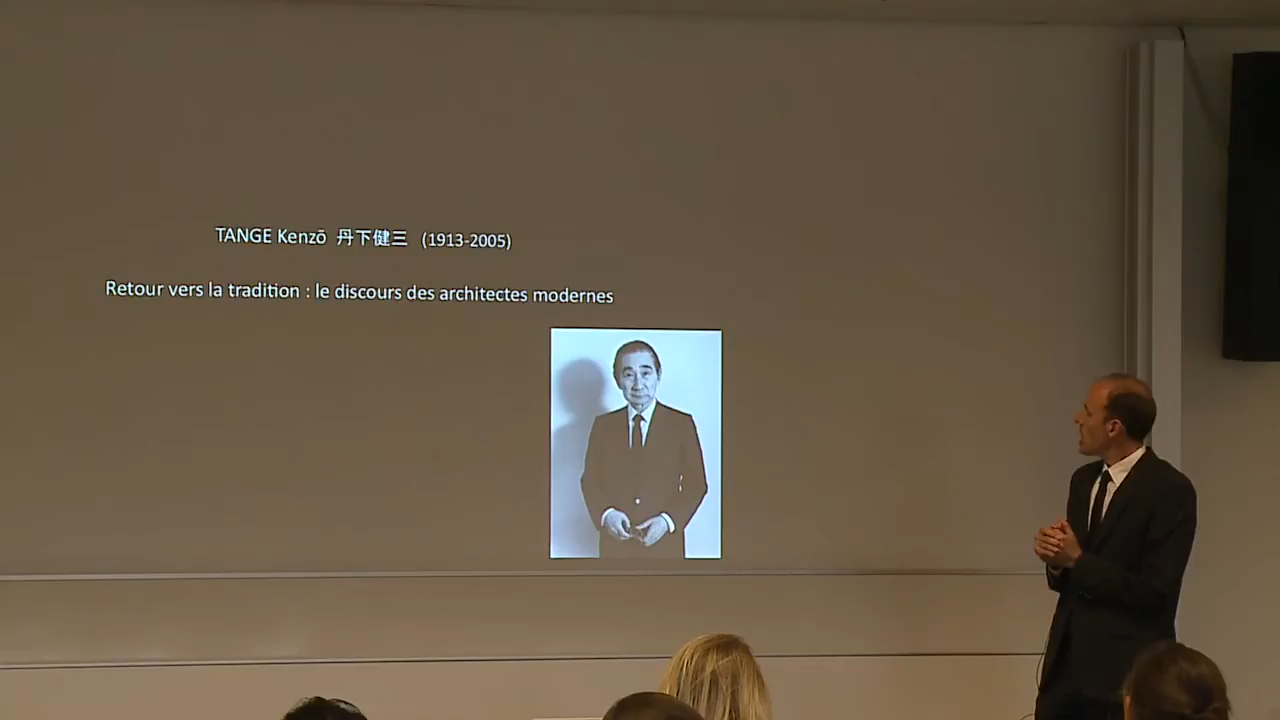 TANGE Kenzō 丹下健三 (1913-2005)
Retour vers la tradition : le discours des architectes modernes